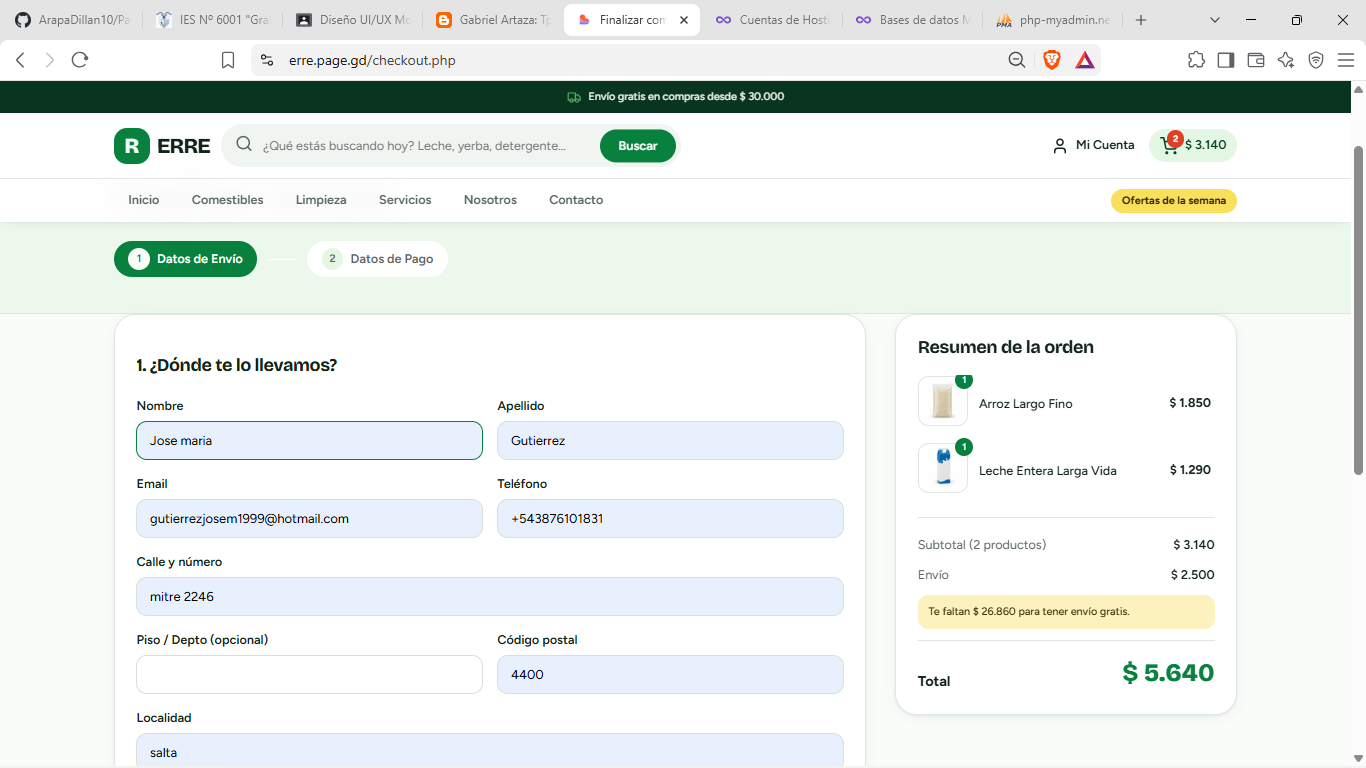 ArapaDillan10/Pa
IES Nº 6001 "Gra
Diseño UI/UX Mo
Gabriel Artaza: Tp
Finalizar com
Cuentas de Hosti
Bases de datos M
php-myadmin.ne
erre.page.gd/checkout.php
Envío gratis en compras desde $ 30.000
R ERRE
¿Qué estás buscando hoy? Leche, yerba, detergente...
Buscar
Mi Cuenta
2
$ 3.140
Inicio
Comestibles
Limpieza
Servicios
Nosotros
Contacto
Ofertas de la semana
1 Datos de Envío
2 Datos de Pago
1. ¿Dónde te lo llevamos?
Nombre
Apellido
Jose maria
Gutierrez
Email
Teléfono
gutierrezjosem1999@hotmail.com
+543876101831
Calle y número
mitre 2246
Piso / Depto (opcional)
Código postal
4400
Localidad
salta
Resumen de la orden
1
Arroz Largo Fino
$ 1.850
1
Leche Entera Larga Vida
$ 1.290
Subtotal (2 productos)
$ 3.140
Envío
$ 2.500
Te faltan $ 26.860 para tener envío gratis.
Total
$ 5.640